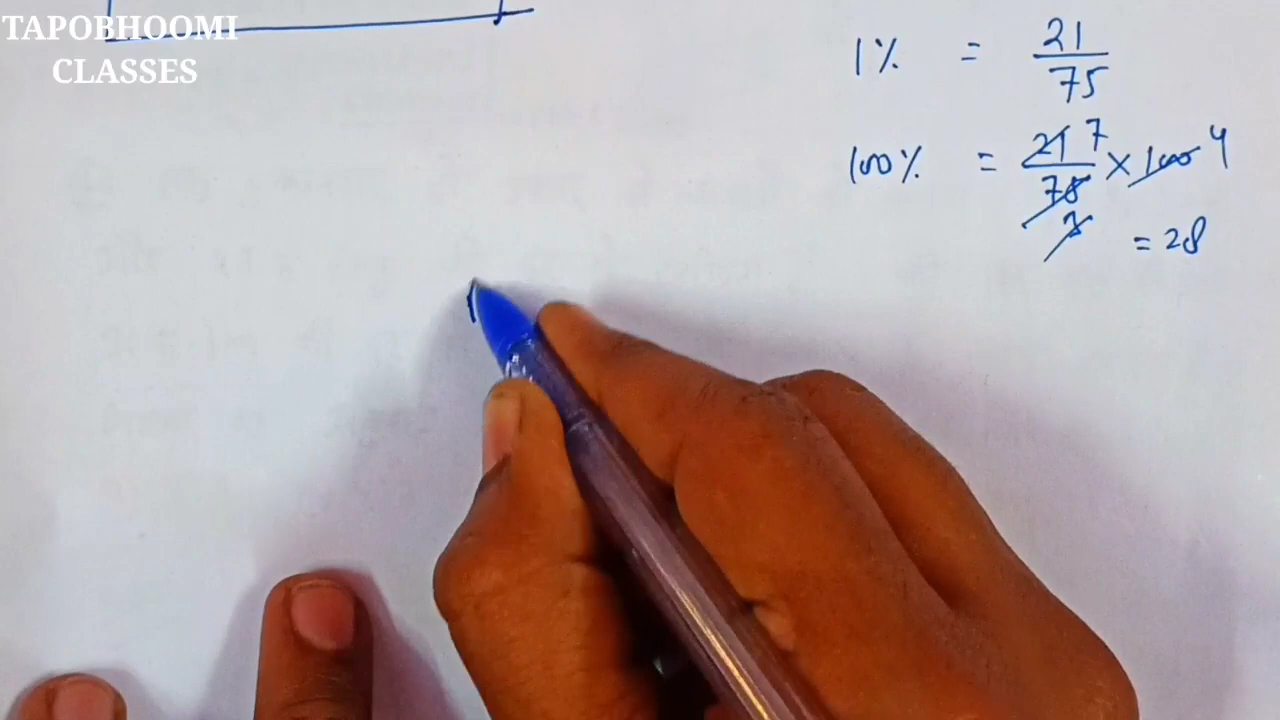 TAPOBHOOMI
CLASSES
1% = 21/75
100% = 21/75 7 × 100 4
3
= 28